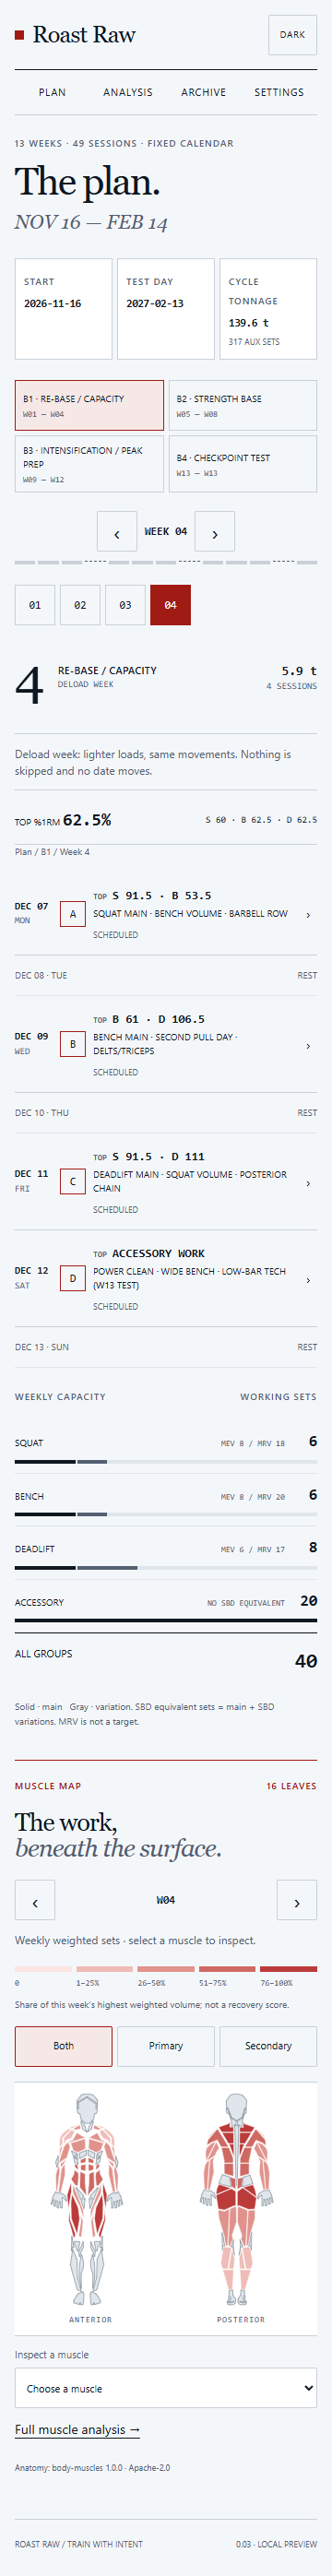 Roast Raw
DARK
PLAN
ANALYSIS
ARCHIVE
SETTINGS
13 WEEKS · 49 SESSIONS · FIXED CALENDAR
The plan.
NOV 16 — FEB 14
START
2026-11-16
TEST DAY
2027-02-13
CYCLE
TONNAGE
139.6 t
317 AUX SETS
B1 · RE-BASE / CAPACITY
W01 — W04
B2 · STRENGTH BASE
W05 — W08
B3 · INTENSIFICATION / PEAK
PREP
W09 — W12
B4 · CHECKPOINT TEST
W13 — W13
‹
WEEK 04
›
01
02
03
04
4
RE-BASE / CAPACITY
DELOAD WEEK
5.9 t
4 SESSIONS
Deload week: lighter loads, same movements. Nothing is
skipped and no date moves.
TOP %1RM 62.5%
S 60 · B 62.5 · D 62.5
Plan / B1 / Week 4
DEC 07
MON
A
TOP S 91.5 · B 53.5
SQUAT MAIN · BENCH VOLUME · BARBELL ROW
SCHEDULED
›
DEC 08 · TUE
REST
DEC 09
WED
B
TOP B 61 · D 106.5
BENCH MAIN · SECOND PULL DAY ·
DELTS/TRICEPS
SCHEDULED
›
DEC 10 · THU
REST
DEC 11
FRI
C
TOP S 91.5 · D 111
DEADLIFT MAIN · SQUAT VOLUME · POSTERIOR
CHAIN
SCHEDULED
›
DEC 12
SAT
D
TOP ACCESSORY WORK
POWER CLEAN · WIDE BENCH · LOW-BAR TECH
(W13 TEST)
SCHEDULED
›
DEC 13 · SUN
REST
WEEKLY CAPACITY
WORKING SETS
SQUAT
MEV 8 / MRV 18
6
BENCH
MEV 8 / MRV 20
6
DEADLIFT
MEV 6 / MRV 17
8
ACCESSORY
NO SBD EQUIVALENT
20
ALL GROUPS
40
Solid · main Gray · variation. SBD equivalent sets = main + SBD
variations. MRV is not a target.
MUSCLE MAP
16 LEAVES
The work,
beneath the surface.
‹
W04
›
Weekly weighted sets · select a muscle to inspect.
0
1–25%
26–50%
51–75%
76–100%
Share of this week's highest weighted volume; not a recovery score.
Both
Primary
Secondary
ANTERIOR
POSTERIOR
Inspect a muscle
Choose a muscle
Full muscle analysis →
Anatomy: body-muscles 1.0.0 · Apache-2.0
ROAST RAW / TRAIN WITH INTENT
0.03 · LOCAL PREVIEW